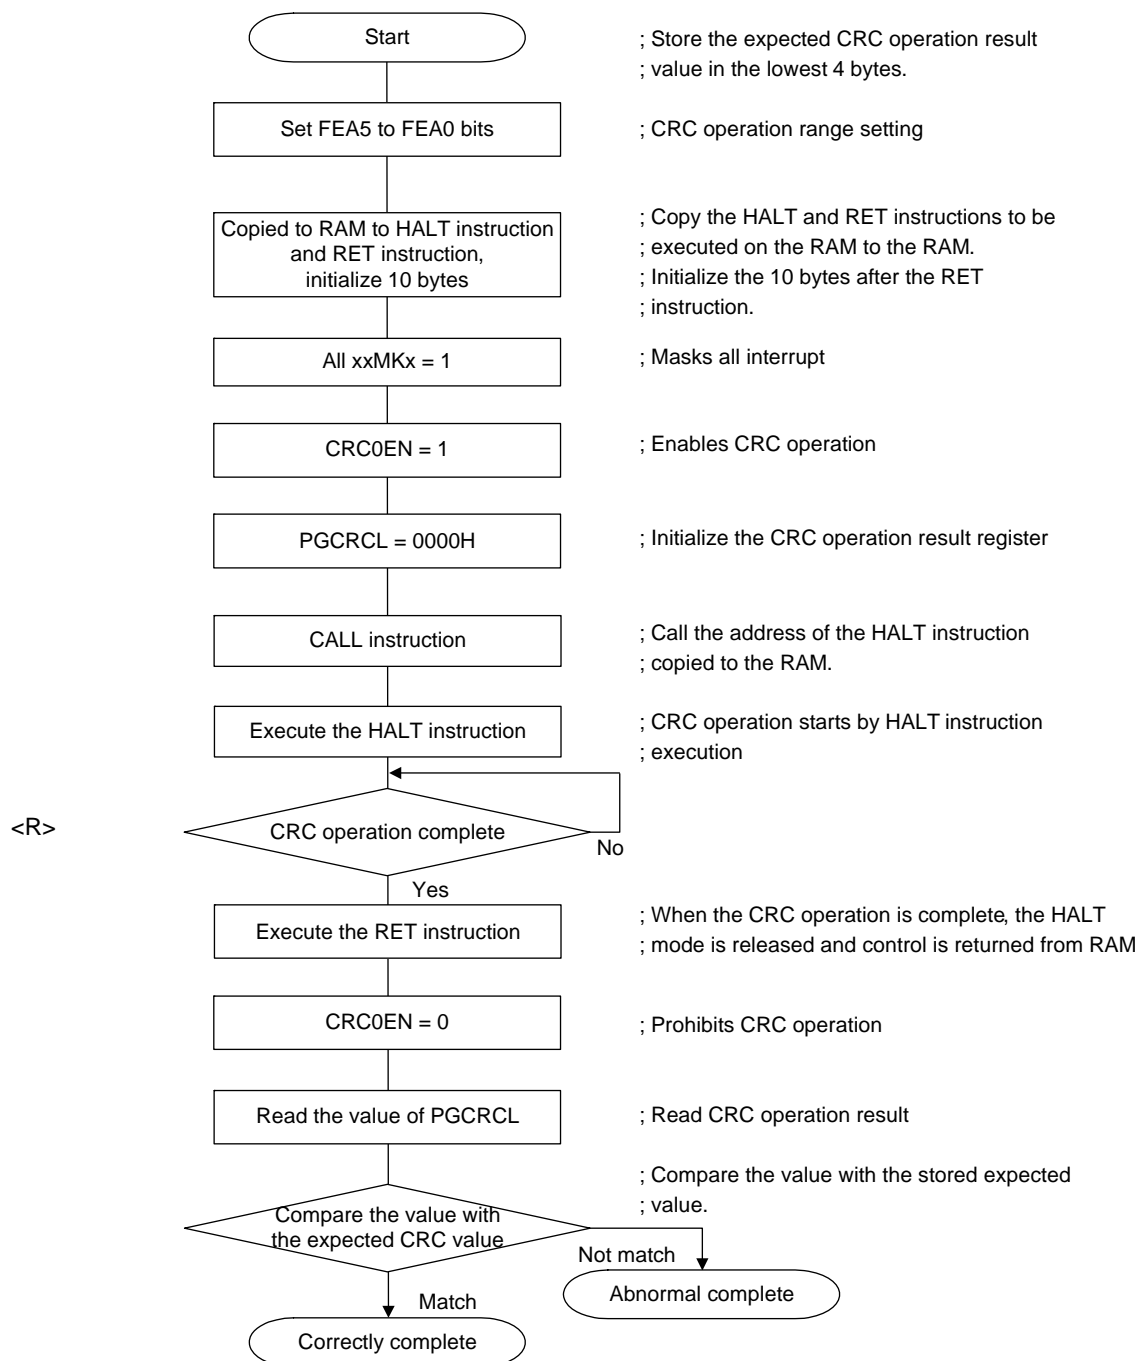 Start
; Store the expected CRC operation result
; value in the lowest 4 bytes.
Set FEA5 to FEA0 bits
; CRC operation range setting
Copied to RAM to HALT instruction
and RET instruction,
initialize 10 bytes
; Copy the HALT and RET instructions to be
; executed on the RAM to the RAM.
; Initialize the 10 bytes after the RET
; instruction.
All xxMKx = 1
; Masks all interrupt
CRC0EN = 1
; Enables CRC operation
PGCRCL = 0000H
; Initialize the CRC operation result register
CALL instruction
; Call the address of the HALT instruction
; copied to the RAM.
Execute the HALT instruction
; CRC operation starts by HALT instruction
; execution
<R>
CRC operation complete
No
Yes
Execute the RET instruction
; When the CRC operation is complete, the HALT
; mode is released and control is returned from RAM
CRC0EN = 0
; Prohibits CRC operation
Read the value of PGCRCL
; Read CRC operation result
; Compare the value with the stored expected
; value.
Compare the value with
the expected CRC value
Not match
Abnormal complete
Match
Correctly complete